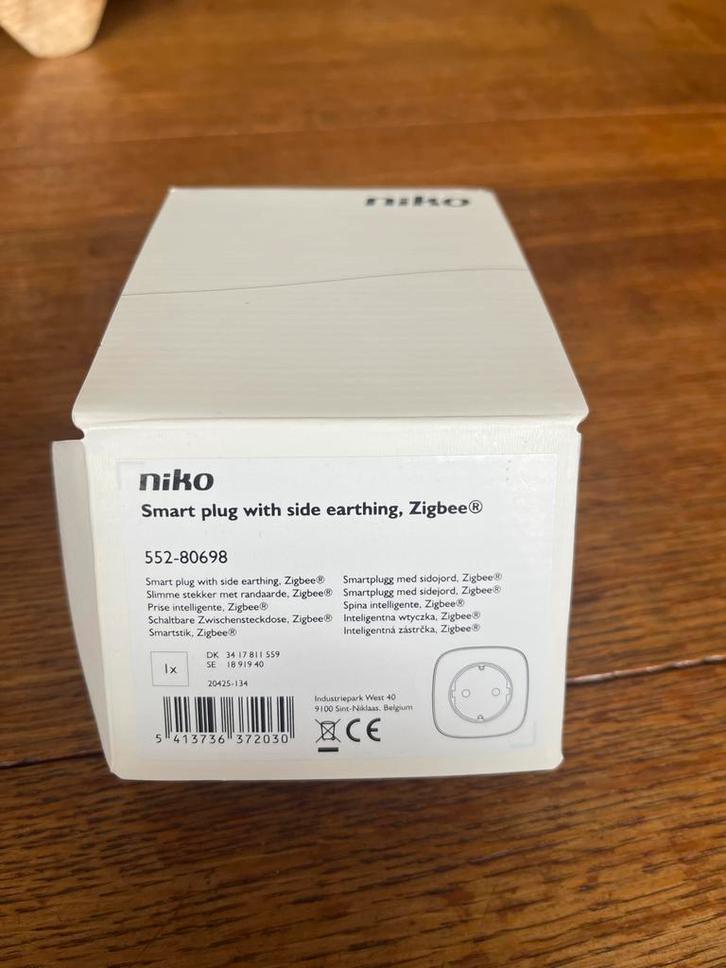 niko
niko
Smart plug with side earthing, Zigbee®
552-80698
Smart plug with side earthing, Zigbee®
Slimme stekker met randaarde, Zigbee®
Prise intelligente, Zigbee®
Schaltbare Zwischensteckdose, Zigbee®
Smartstik, Zigbee®
Smartplugg med sidojord, Zigbee®
Smartplugg med sidejord, Zigbee®
Spina intelligente, Zigbee®
Inteligentna wtyczka, Zigbee®
Inteligentná zástrčka, Zigbee®
1x
DK 34 17 811 559
SE 18 919 40
20425-134
5 413736 372030
Industriepark West 40
9100 Sint-Niklaas, Belgium
CE